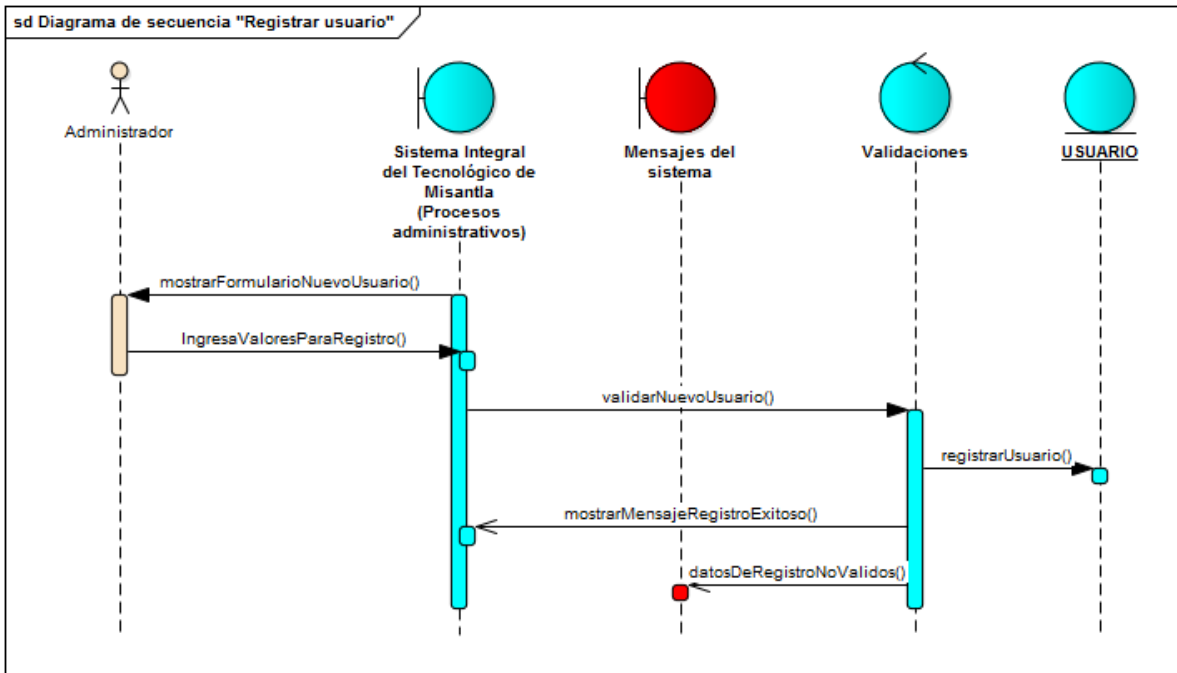 sd Diagrama de secuencia "Registrar usuario"
Administrador
Sistema Integral
del Tecnológico de
Misantla
(Procesos
administrativos)
Mensajes del
sistema
Validaciones
USUARIO
mostrarFormularioNuevoUsuario()
IngresaValoresParaRegistro()
validarNuevoUsuario()
registrarUsuario()
mostrarMensajeRegistroExitoso()
datosDeRegistroNoValidos()